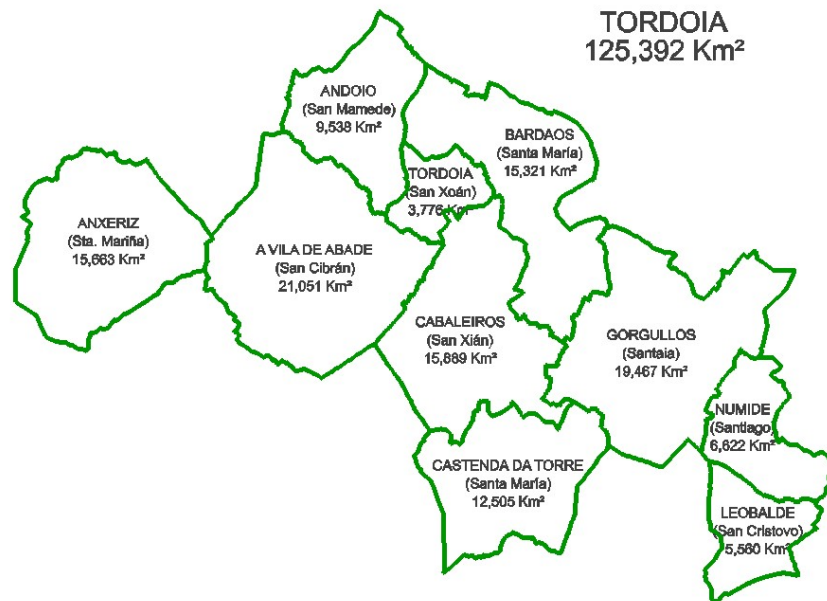 TORDOIA
125,392 Km²
ANDOIO
(San Mamede)
9,538 Km²
BARDAOS
(Santa María)
15,321 Km²
TORDOIA
(San Xoán)
3,776 Km²
ANXERIZ
(Sta. Mariña)
15,663 Km²
A VILA DE ABADE
(San Cibrán)
21,051 Km²
CABALEIROS
(San Xián)
15,889 Km²
GORGULLOS
(Santaia)
19,467 Km²
NUMIDE
(Santiago)
6,622 Km²
CASTENDA DA TORRE
(Santa María)
12,505 Km²
LEOBALDE
(San Cristovo)
5,560 Km²